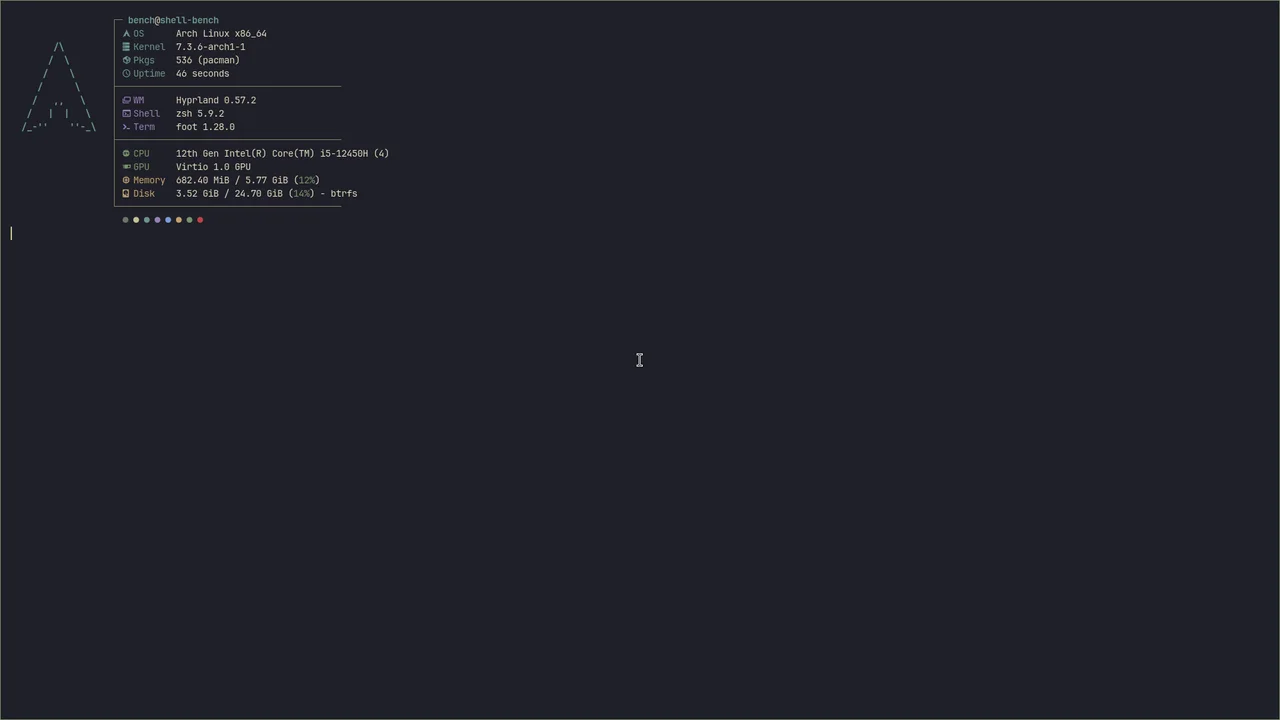 bench@shell-bench
OS Arch Linux x86_64
Kernel 7.3.6-arch1-1
Pkgs 536 (pacman)
Uptime 46 seconds
WM Hyprland 0.57.2
Shell zsh 5.9.2
Term foot 1.28.0
CPU 12th Gen Intel(R) Core(TM) i5-12450H (4)
GPU Virtio 1.0 GPU
Memory 682.40 MiB / 5.77 GiB (12%)
Disk 3.52 GiB / 24.70 GiB (14%) - btrfs